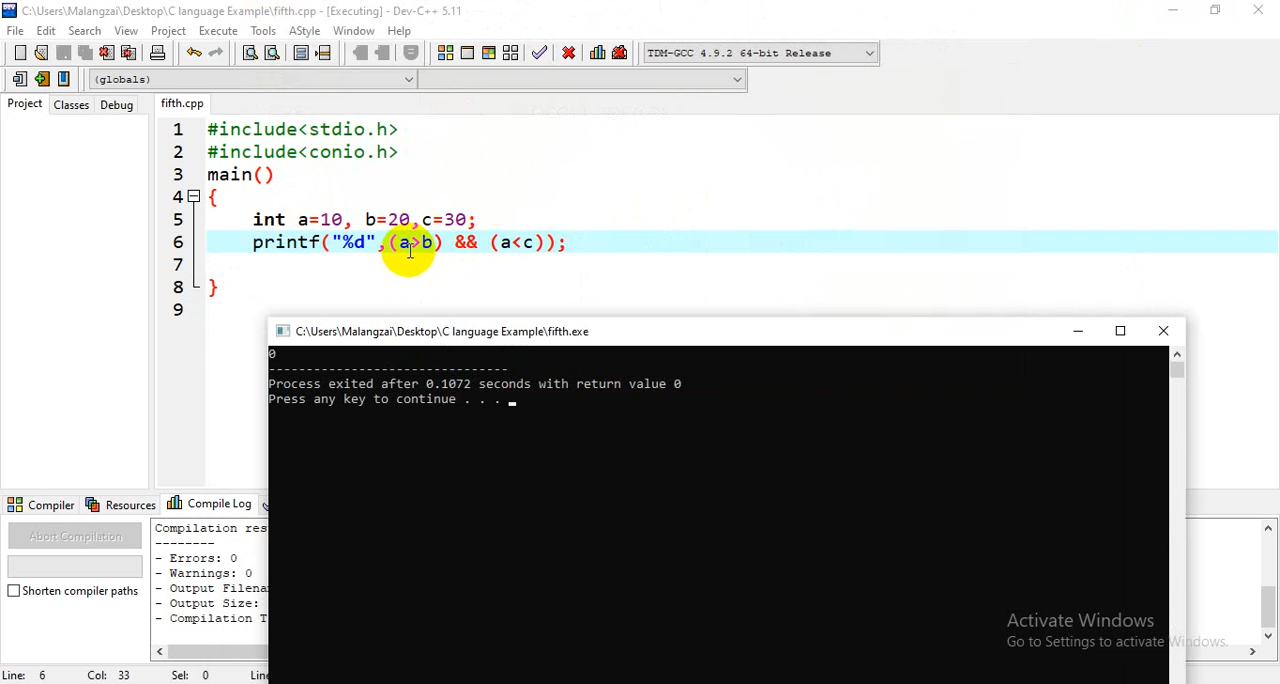 C:\Users\Malangzai\Desktop\C language Example\fifth.cpp - [Executing] - Dev-C++ 5.11
File Edit Search View Project Execute Tools AStyle Window Help
TDM-GCC 4.9.2 64-bit Release
(globals)
Project Classes Debug fifth.cpp
1 #include<stdio.h>
2 #include<conio.h>
3 main()
4 {
5 int a=10, b=20,c=30;
6 printf("%d",(a>b) && (a<c));
7
8 }
9
C:\Users\Malangzai\Desktop\C language Example\fifth.exe
0
--------------------------------
Process exited after 0.1072 seconds with return value 0
Press any key to continue . . .
Compiler Resources Compile Log
Abort Compilation
Shorten compiler paths
Compilation
--------
- Errors: 0
- Warnings: 0
- Output
- Output Size:
- Compilation
Activate Windows
Go to Settings to activate Windows.
Line: 6 Col: 33 Sel: 0